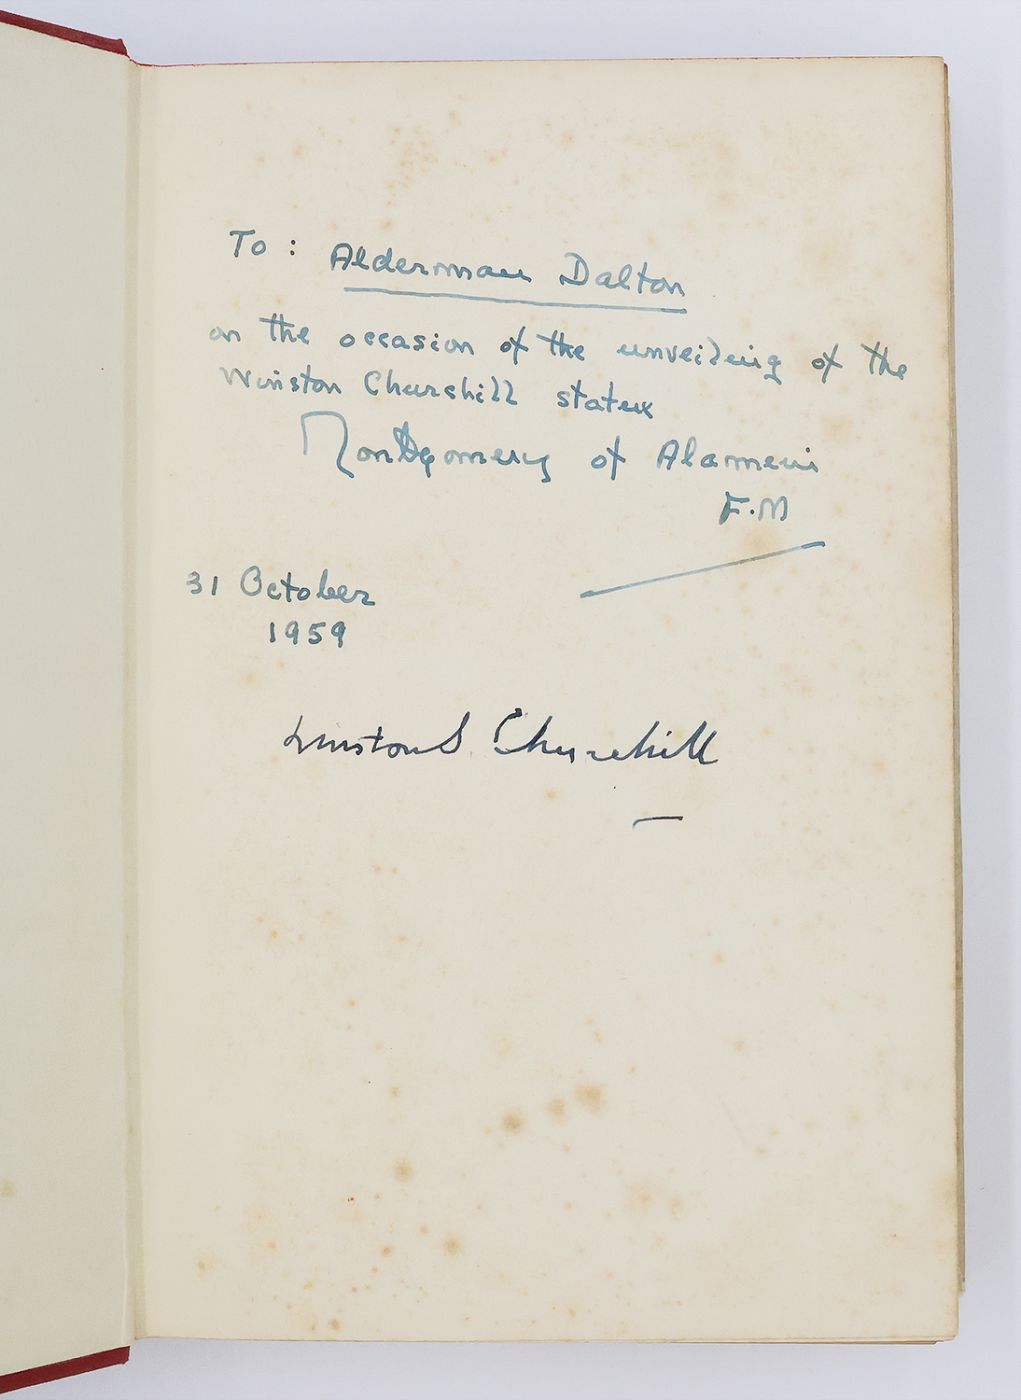 To : Alderman Dalton
on the occasion of the unveiling of the
Winston Churchill statue
Montgomery of Alamein
F.M
31 October
1959
Winston S. Churchill